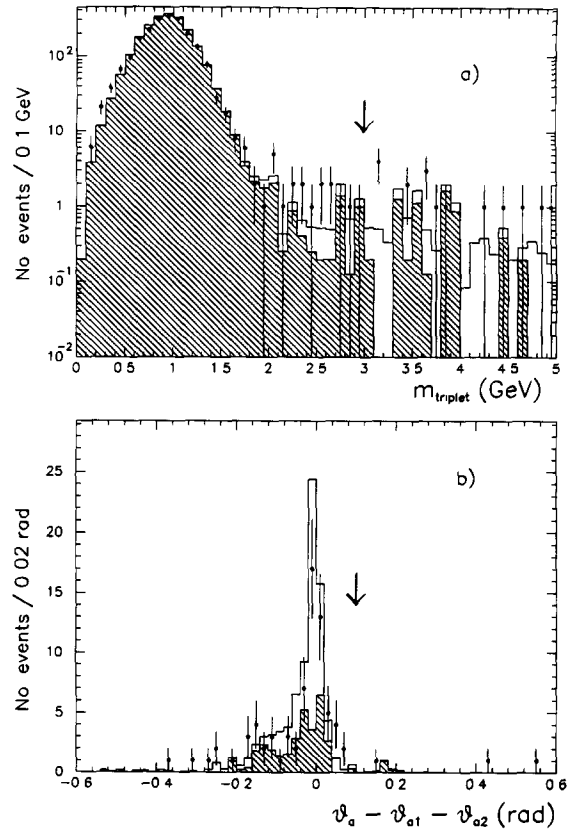 a)
No events / 0 1 GeV
10²
10
1
10⁻¹
10⁻²
0 0 5 1 1 5 2 2 5 3 3 5 4 4 5 5
m_triplet (GeV)
b)
No events / 0 02 rad
25
20
15
10
5
0
-0 6 -0 4 -0 2 0 0 2 0 4 0 6
ϑ_a - ϑ_a1 - ϑ_a2 (rad)